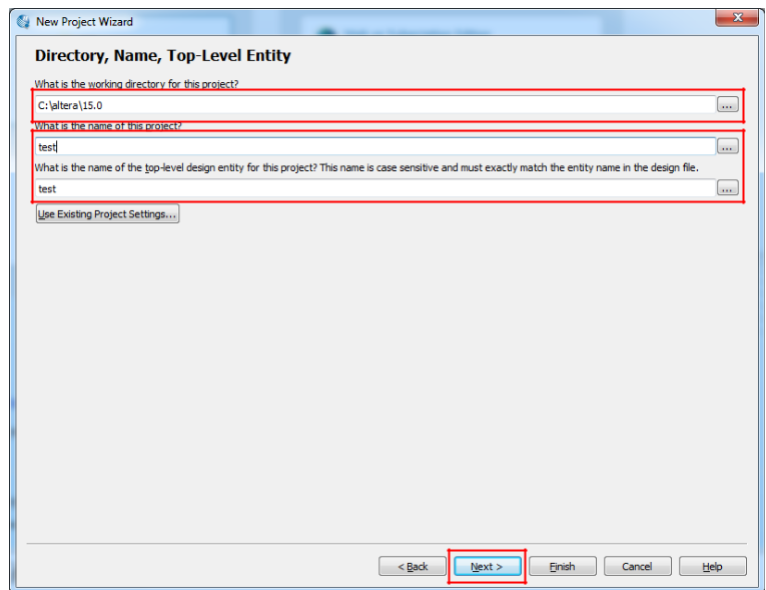 New Project Wizard
Directory, Name, Top-Level Entity
What is the working directory for this project?
C:\altera\15.0
...
What is the name of this project?
test
...
What is the name of the top-level design entity for this project? This name is case sensitive and must exactly match the entity name in the design file.
test
...
Use Existing Project Settings...
< Back Next > Finish Cancel Help